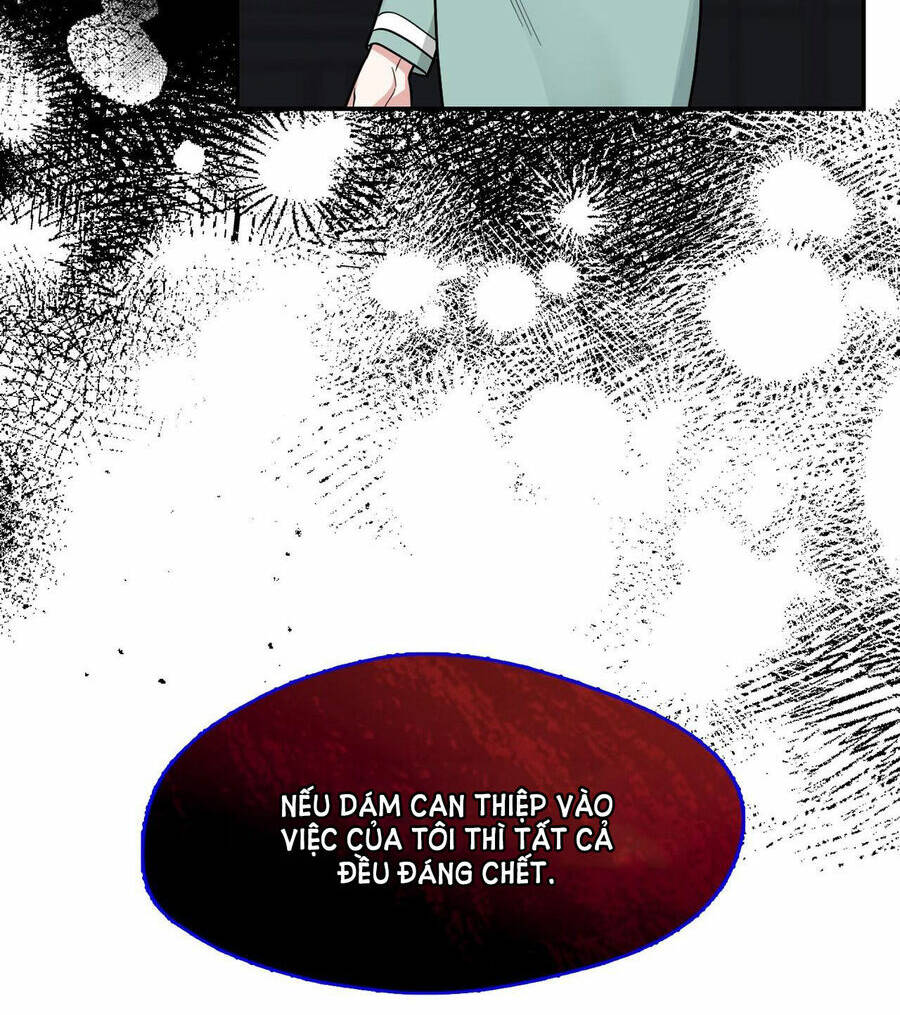 NẾU DÁM CAN THIỆP VÀO
VIỆC CỦA TÔI THÌ TẤT CẢ
ĐỀU ĐÁNG CHẾT.